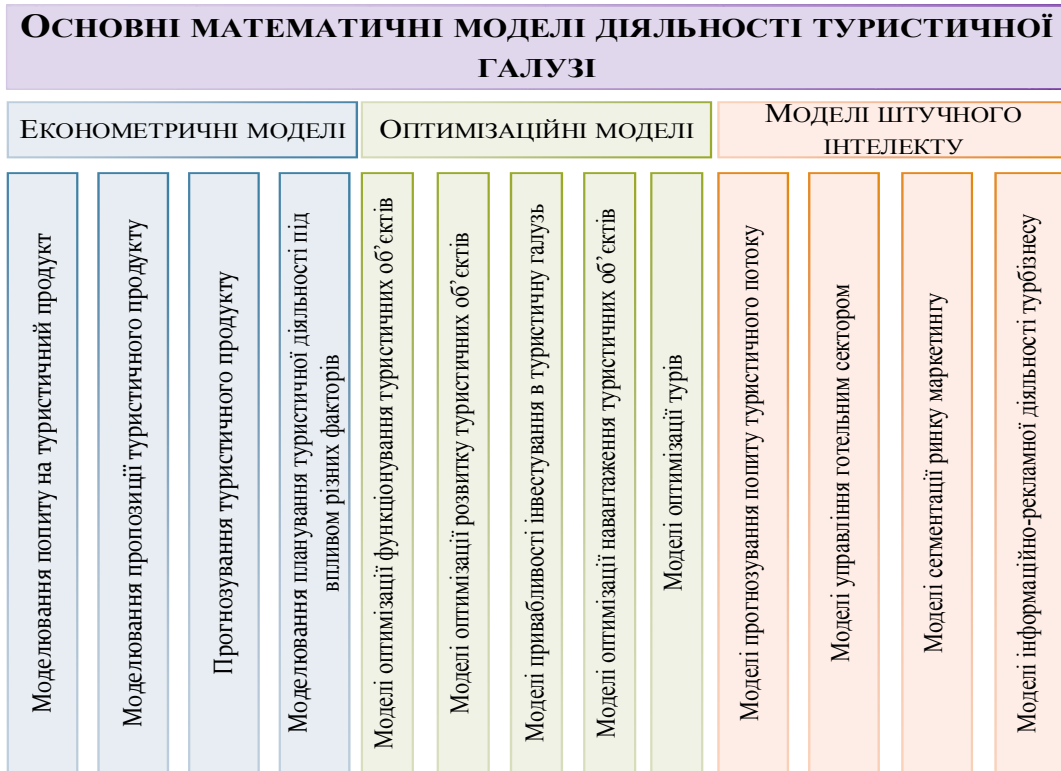 ОСНОВНІ МАТЕМАТИЧНІ МОДЕЛІ ДІЯЛЬНОСТІ ТУРИСТИЧНОЇ
ГАЛУЗІ
ЕКОНОМЕТРИЧНІ МОДЕЛІ
ОПТИМІЗАЦІЙНІ МОДЕЛІ
МОДЕЛІ ШТУЧНОГО
ІНТЕЛЕКТУ
Моделювання попиту на туристичний продукт
Моделювання пропозиції туристичного продукту
Прогнозування туристичного продукту
Моделювання планування туристичної діяльності під
впливом різних факторів
Моделі оптимізації функціонування туристичних об’єктів
Моделі оптимізації розвитку туристичних об’єктів
Моделі привабливості інвестування в туристичну галузь
Моделі оптимізації навантаження туристичних об’єктів
Моделі оптимізації турів
Моделі прогнозування попиту туристичного потоку
Моделі управління готельним сектором
Моделі сегментації ринку маркетингу
Моделі інформаційно-рекламної діяльності турбізнесу